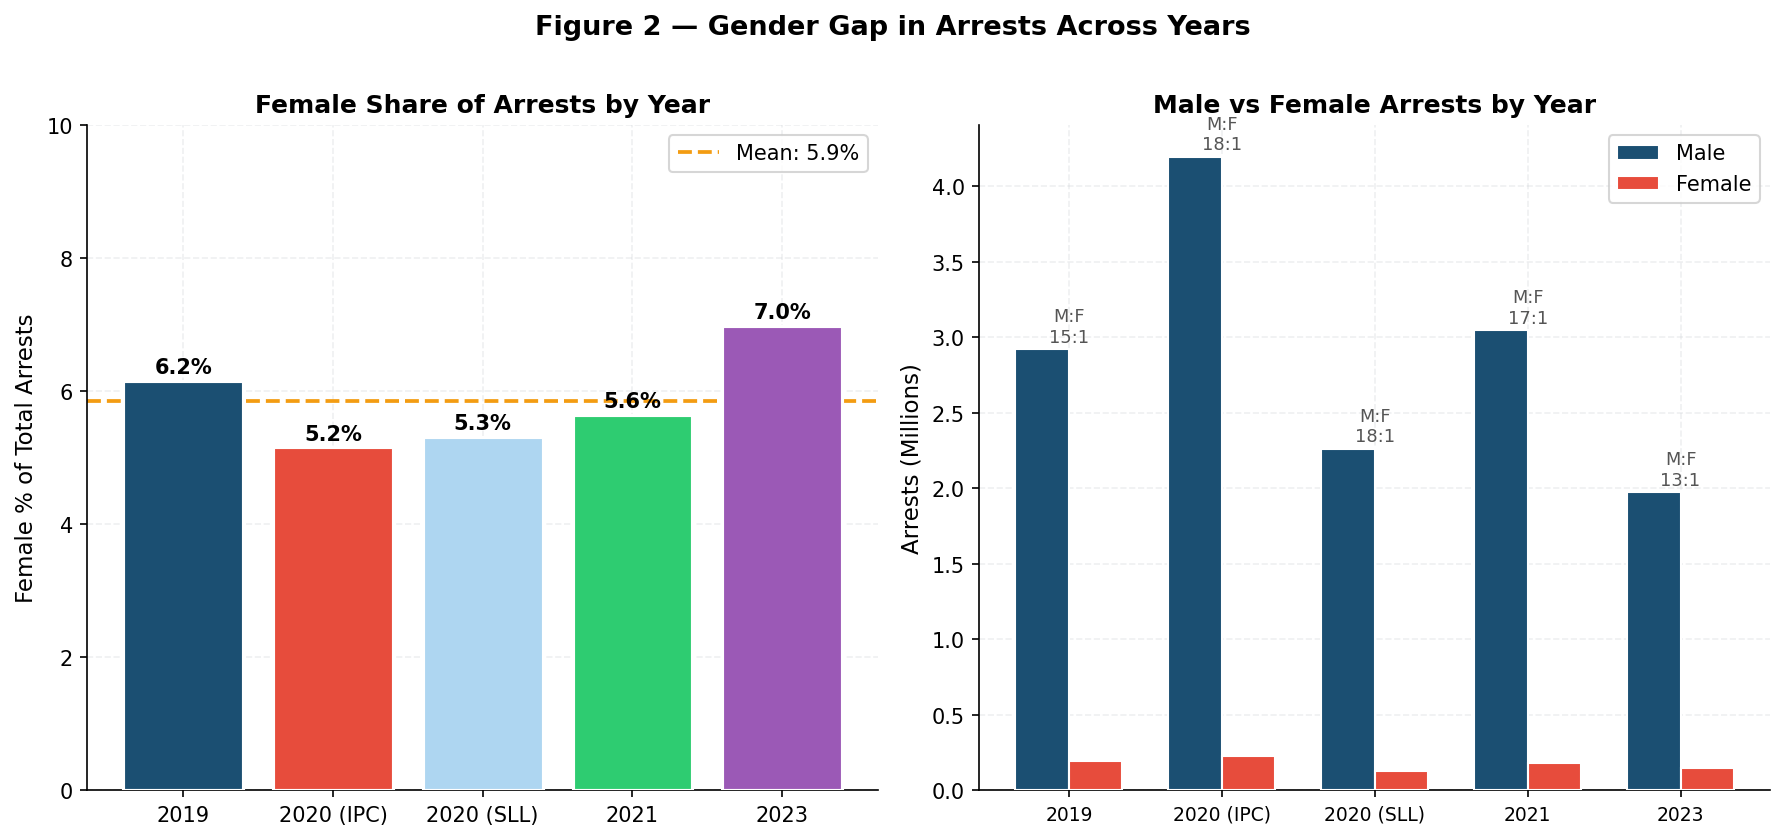 Figure 2 — Gender Gap in Arrests Across Years
Female Share of Arrests by Year
Female % of Total Arrests
10
8
6
4
2
0
Mean: 5.9%
6.2%
5.2%
5.3%
5.6%
7.0%
2019
2020 (IPC)
2020 (SLL)
2021
2023
Male vs Female Arrests by Year
Arrests (Millions)
4.0
3.5
3.0
2.5
2.0
1.5
1.0
0.5
0.0
Male
Female
M:F
15:1
M:F
18:1
M:F
18:1
M:F
17:1
M:F
13:1
2019
2020 (IPC)
2020 (SLL)
2021
2023